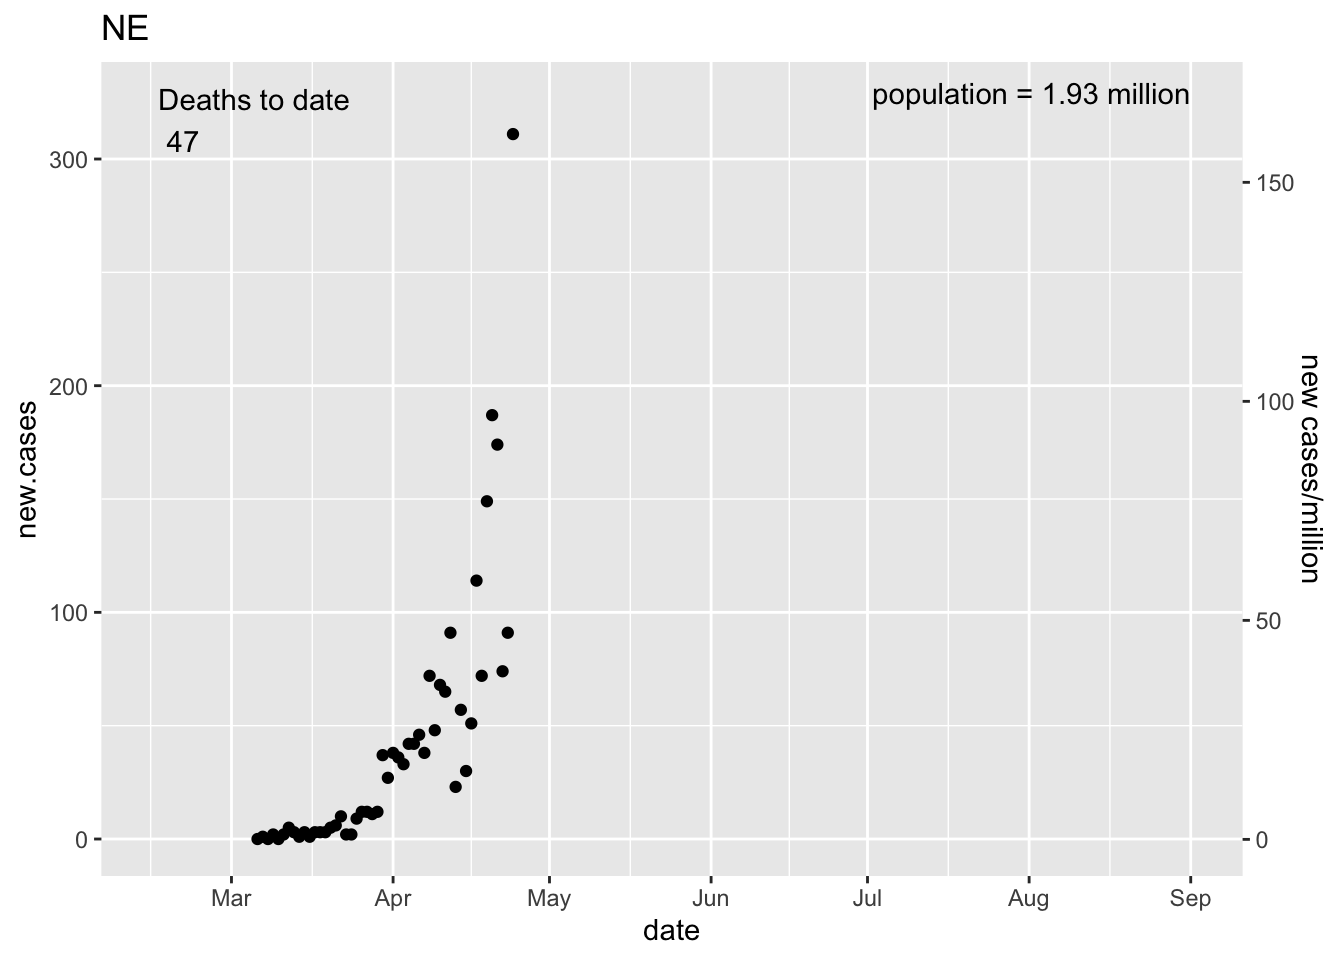 NE
Deaths to date
47
population = 1.93 million
300
200
100
0
150
100
50
0
new.cases
new cases/million
Mar Apr May Jun Jul Aug Sep
date